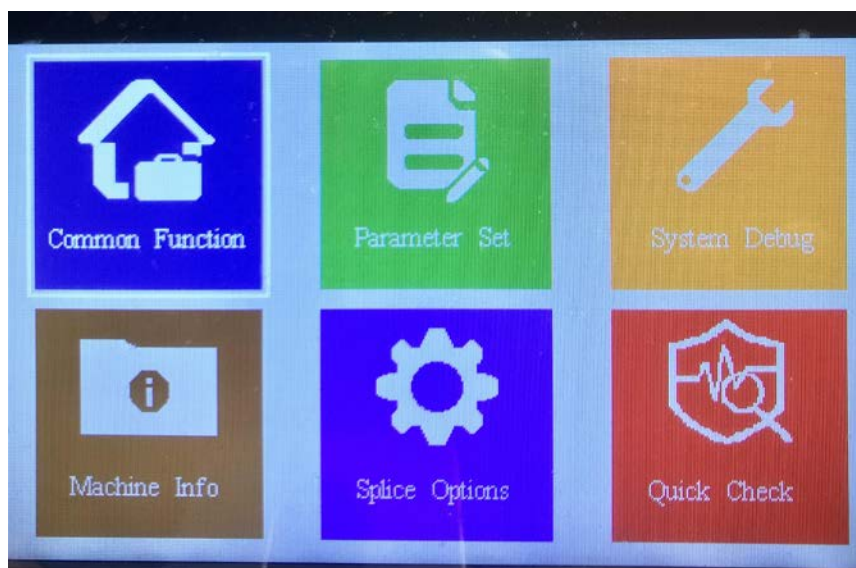 Common Function
Parameter Set
System Debug
Machine Info
Splice Options
Quick Check